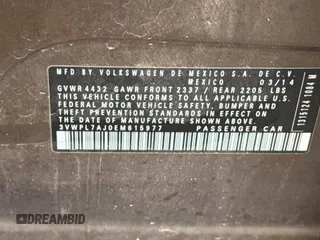 MFD BY VOLKSWAGEN DE MEXICO S.A. DE C.V.
03/14
GVWR 4432 GAWR FRONT 2337 / REAR 2205 LBS
THIS VEHICLE CONFORMS TO ALL APPLICABLE U.S.
FEDERAL MOTOR VEHICLE SAFETY, BUMPER AND
THEFT PREVENTION STANDARDS IN EFFECT
ON THE DATE OF MANUFACTURE SHOWN ABOVE
3VWPL7AJ0EM615977 PASSENGER CAR
DREAMBID